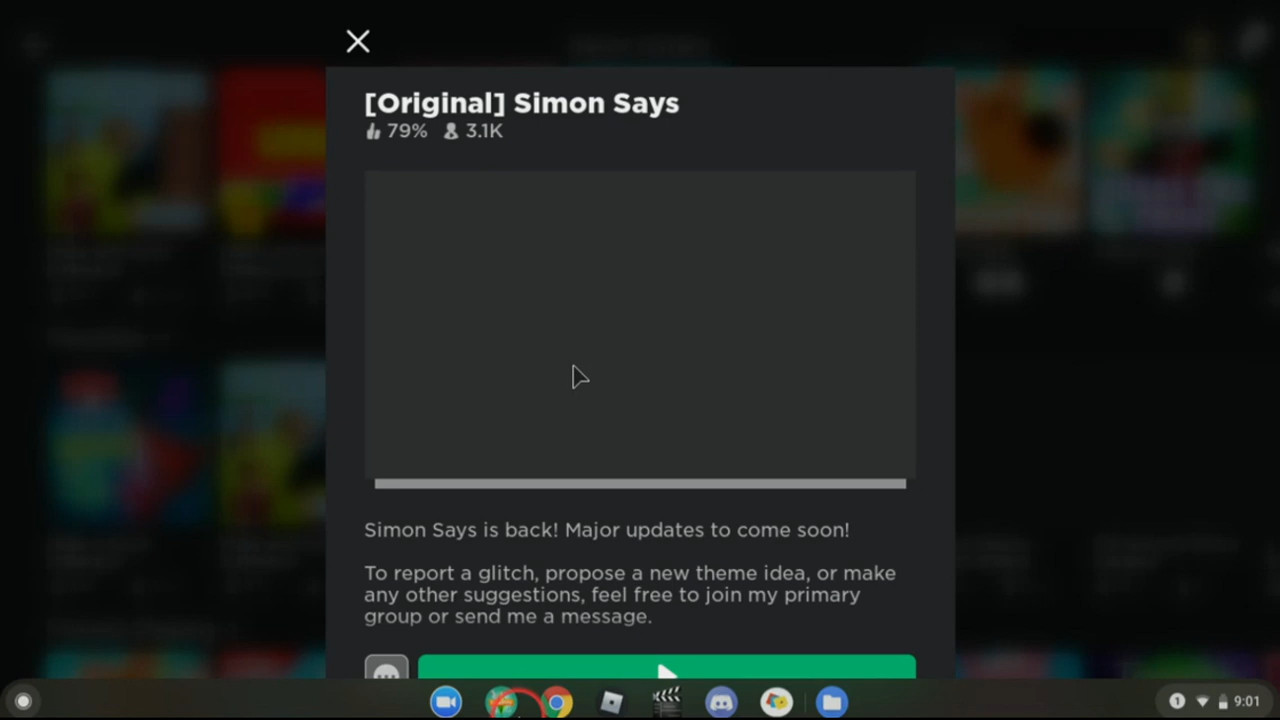 [Original] Simon Says
79% 3.1K
Simon Says is back! Major updates to come soon!
To report a glitch, propose a new theme idea, or make
any other suggestions, feel free to join my primary
group or send me a message.
1 9:01